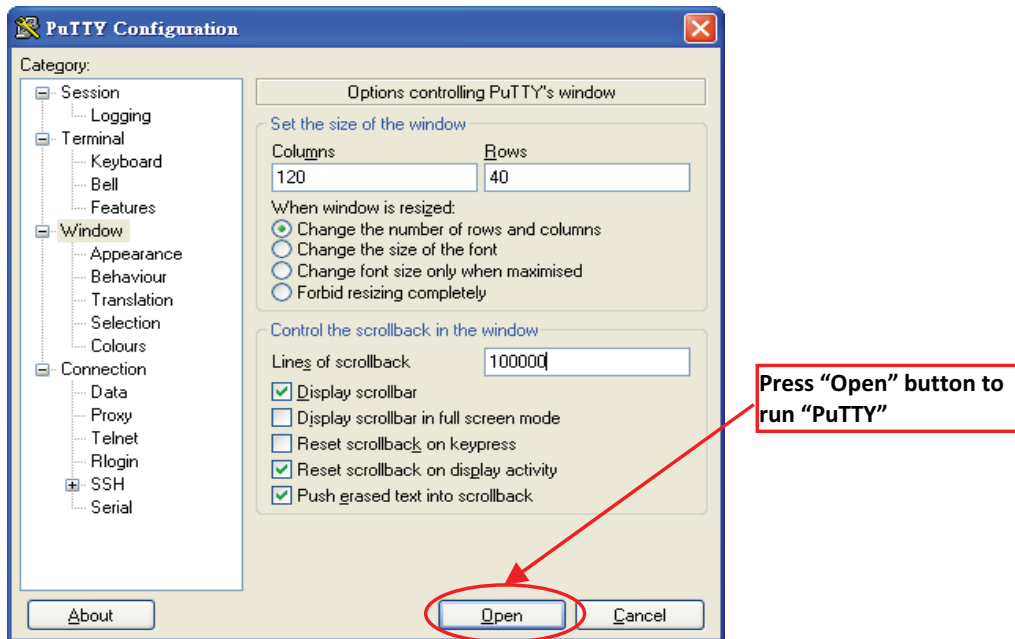 PuTTY Configuration
Category:
Session
Logging
Terminal
Keyboard
Bell
Features
Window
Appearance
Behaviour
Translation
Selection
Colours
Connection
Data
Proxy
Telnet
Rlogin
SSH
Serial
Options controlling PuTTY's window
Set the size of the window
Columns Rows
120 40
When window is resized:
Change the number of rows and columns
Change the size of the font
Change font size only when maximised
Forbid resizing completely
Control the scrollback in the window
Lines of scrollback 100000
Display scrollbar
Display scrollbar in full screen mode
Reset scrollback on keypress
Reset scrollback on display activity
Push erased text into scrollback
About Open Cancel
Press “Open” button to
run “PuTTY”